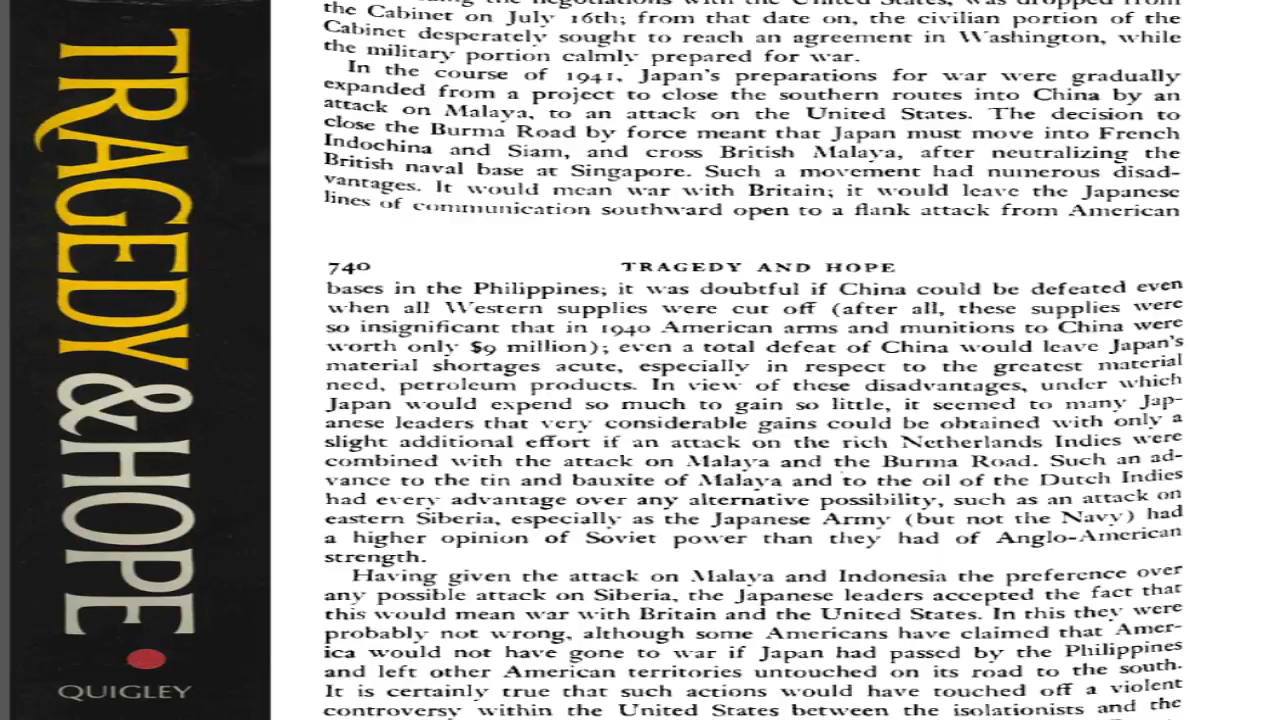 TRAGEDY & HOPE
QUIGLEY
the negotiations with the United States, was dropped from
the Cabinet on July 16th; from that date on, the civilian portion of the
Cabinet desperately sought to reach an agreement in Washington, while
the military portion calmly prepared for war.
In the course of 1941, Japan's preparations for war were gradually
expanded from a project to close the southern routes into China by an
attack on Malaya, to an attack on the United States. The decision to
close the Burma Road by force meant that Japan must move into French
Indochina and Siam, and cross British Malaya, after neutralizing the
British naval base at Singapore. Such a movement had numerous disad-
vantages. It would mean war with Britain; it would leave the Japanese
lines of communication southward open to a flank attack from American
740 TRAGEDY AND HOPE
bases in the Philippines; it was doubtful if China could be defeated even
when all Western supplies were cut off (after all, these supplies were
so insignificant that in 1940 American arms and munitions to China were
worth only $9 million); even a total defeat of China would leave Japan's
material shortages acute, especially in respect to the greatest material
need, petroleum products. In view of these disadvantages, under which
Japan would expend so much to gain so little, it seemed to many Jap-
anese leaders that very considerable gains could be obtained with only a
slight additional effort if an attack on the rich Netherlands Indies were
combined with the attack on Malaya and the Burma Road. Such an ad-
vance to the tin and bauxite of Malaya and to the oil of the Dutch Indies
had every advantage over any alternative possibility, such as an attack on
eastern Siberia, especially as the Japanese Army (but not the Navy) had
a higher opinion of Soviet power than they had of Anglo-American
strength.
Having given the attack on Malaya and Indonesia the preference over
any possible attack on Siberia, the Japanese leaders accepted the fact that
this would mean war with Britain and the United States. In this they were
probably not wrong, although some Americans have claimed that Amer-
ica would not have gone to war if Japan had passed by the Philippines
and left other American territories untouched on its road to the south.
It is certainly true that such actions would have touched off a violent
controversy within the United States between the isolationists and the